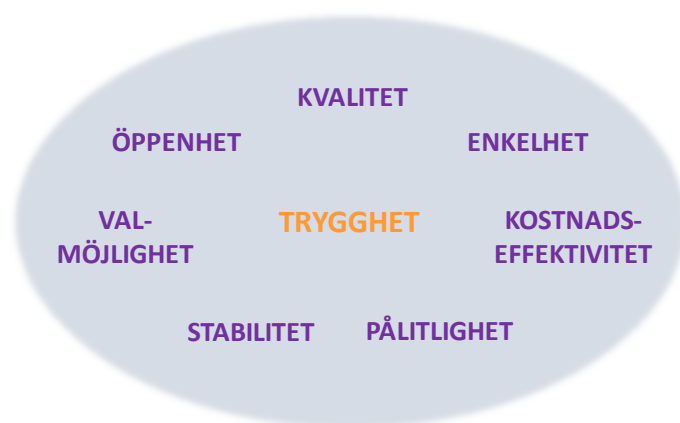 KVALITET
ÖPPENHET
ENKELHET
VAL-
MÖJLIGHET
TRYGGHET
KOSTNADS-
EFFEKTIVITET
STABILITET
PÅLITLIGHET